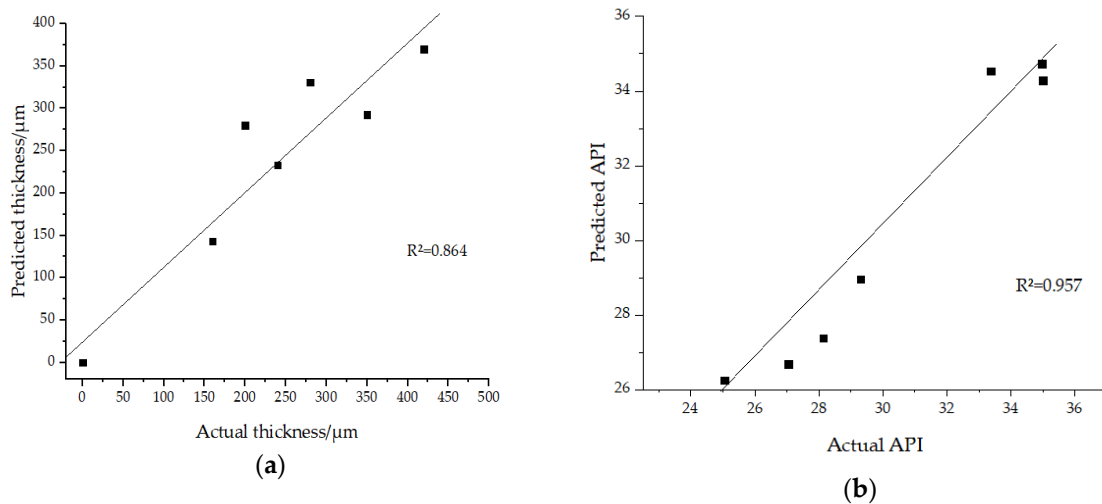 400
350
300
250
200
150
100
50
0
Predicted thickness/μm
R²=0.864
0 50 100 150 200 250 300 350 400 450 500
Actual thickness/μm
(a)
36
34
32
30
28
26
Predicted API
R²=0.957
24 26 28 30 32 34 36
Actual API
(b)